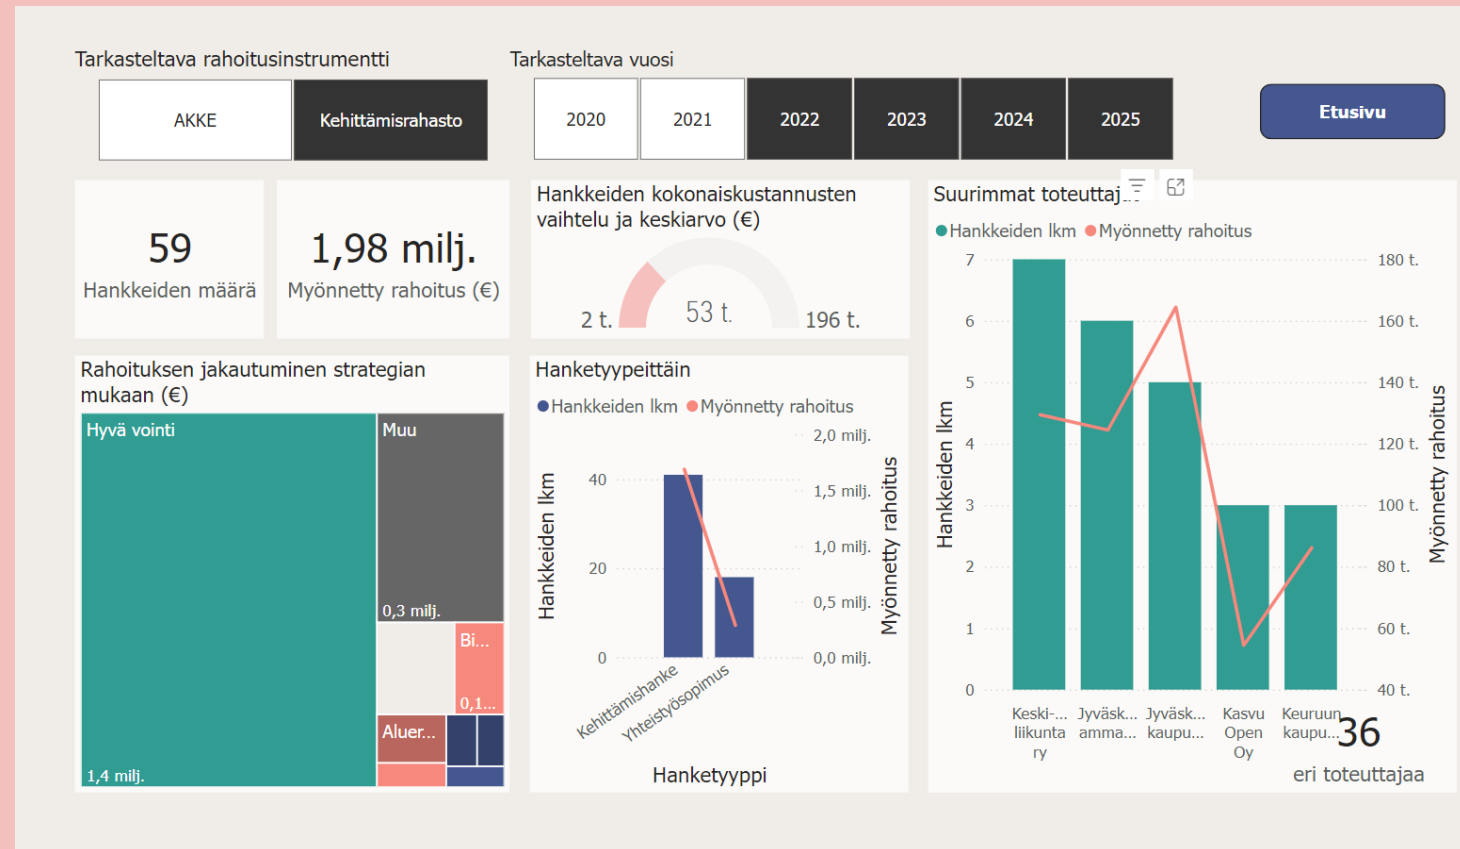 Tarkasteltava rahoitusinstrumentti
Tarkasteltava vuosi
AKKE
Kehittämisrahasto
2020
2021
2022
2023
2024
2025
Etusivu
59
Hankkeiden määrä
1,98 milj.
Myönnetty rahoitus (€)
Hankkeiden kokonaiskustannusten
vaihtelu ja keskiarvo (€)
2 t.
53 t.
196 t.
Rahoituksen jakautuminen strategian
mukaan (€)
Hyvä vointi
1,4 milj.
Muu
0,3 milj.
Bi...
0,1...
Aluer...
Hanketyypeittäin
Hankkeiden lkm
Myönnetty rahoitus
Hankkeiden lkm
40
20
0
2,0 milj.
1,5 milj.
1,0 milj.
0,5 milj.
0,0 milj.
Myönnetty rahoitus
Kehittämishanke
Yhteistyösopimus
Hanketyyppi
Suurimmat toteuttaj
Hankkeiden lkm
Myönnetty rahoitus
Hankkeiden lkm
7
6
5
4
3
2
1
0
180 t.
160 t.
140 t.
120 t.
100 t.
80 t.
60 t.
40 t.
Myönnetty rahoitus
Keski-...
liikunta
ry
Jyväsk...
amma...
Jyväsk...
kaupu...
Kasvu
Open
Oy
Keuruun
kaupu...
36
eri toteuttajaa